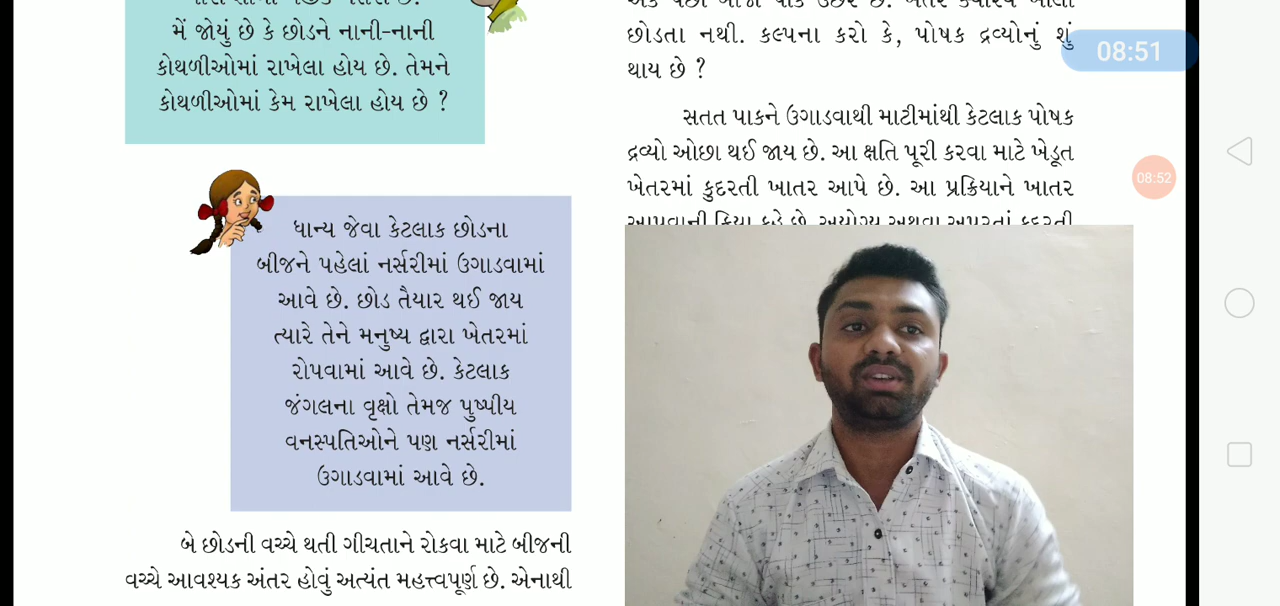 મેં જોયું છે કે છોડને નાની-નાની
કોથળીઓમાં રાખેલા હોય છે. તેમને
કોથળીઓમાં કેમ રાખેલા હોય છે ?
ધાન્ય જેવા કેટલાક છોડના
બીજને પહેલાં નર્સરીમાં ઉગાડવામાં
આવે છે. છોડ તૈયાર થઈ જાય
ત્યારે તેને મનુષ્ય દ્વારા ખેતરમાં
રોપવામાં આવે છે. કેટલાક
જંગલના વૃક્ષો તેમજ પુષ્પીય
વનસ્પતિઓને પણ નર્સરીમાં
ઉગાડવામાં આવે છે.
બે છોડની વચ્ચે થતી ગીચતાને રોકવા માટે બીજની
વચ્ચે આવશ્યક અંતર હોવું અત્યંત મહત્ત્વપૂર્ણ છે. એનાથી
છોડતા નથી. કલ્પના કરો કે, પોષક દ્રવ્યોનું શું
થાય છે ?
સતત પાકને ઉગાડવાથી માટીમાંથી કેટલાક પોષક
દ્રવ્યો ઓછા થઈ જાય છે. આ ક્ષતિ પૂરી કરવા માટે ખેડૂત
ખેતરમાં કુદરતી ખાતર આપે છે. આ પ્રક્રિયાને ખાતર
08:51
08:52